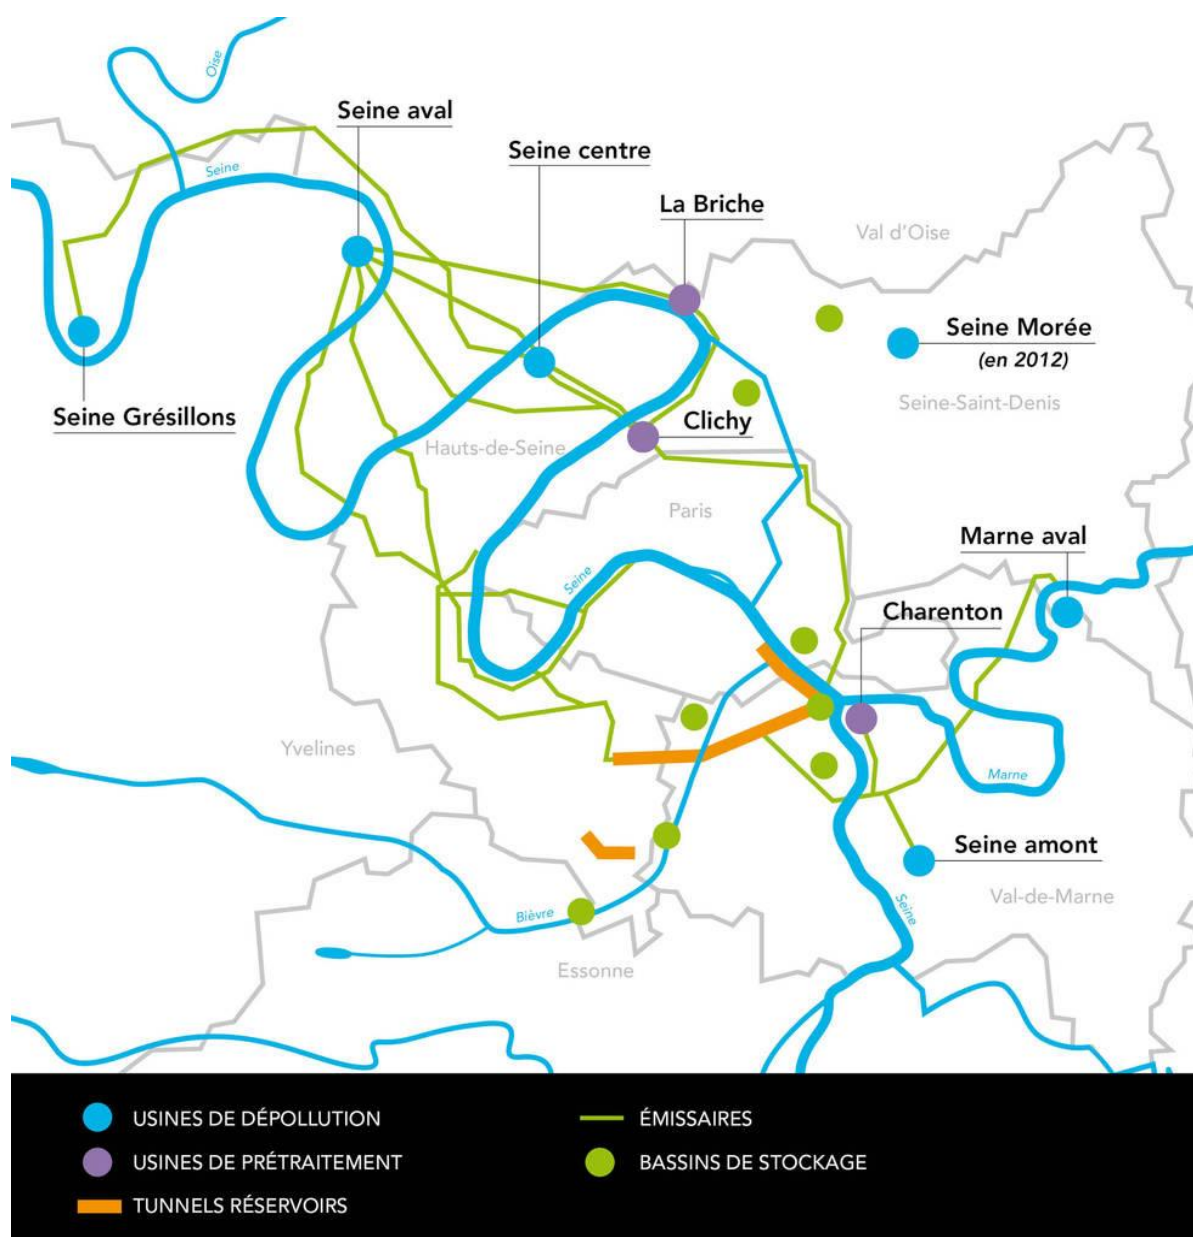 Oise
Seine aval
Seine centre
Seine
La Briche
Val d'Oise
Seine Morée
(en 2012)
Seine-Saint-Denis
Seine Grésillons
Clichy
Hauts-de-Seine
Paris
Marne aval
Seine
Charenton
Yvelines
Marne
Seine amont
Val-de-Marne
Seine
Bièvre
Essonne
USINES DE DÉPOLLUTION
USINES DE PRÉTRAITEMENT
TUNNELS RÉSERVOIRS
ÉMISSAIRES
BASSINS DE STOCKAGE